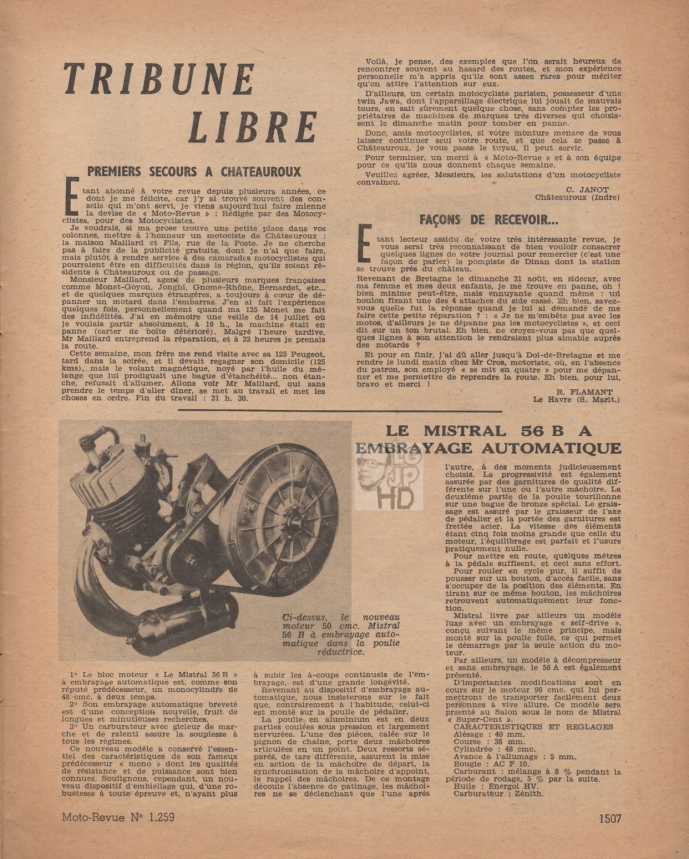 TRIBUNE
LIBRE
PREMIERS SECOURS A CHATEAUROUX
Etant abonné à votre revue depuis plusieurs années, ce
dont je me félicite, car j'y ai trouvé souvent des con-
seils qui m'ont servi, je viens aujourd'hui faire mienne
la devise de « Moto-Revue » : Rédigée par des Motocy-
clistes, pour des Motocyclistes.
Je voudrais, si ma prose trouve une petite place dans vos
colonnes, mettre à l'honneur un motociste de Châteauroux :
la maison Maillard et Fils, rue de la Poste. Je ne cherche
pas à faire de la publicité gratuite, dont je n'ai que faire,
mais plutôt à rendre service à des camarades motocyclistes qui
pourraient être en difficultés dans la région, qu'ils soient ré-
sidents à Châteauroux ou de passage.
Monsieur Maillard, agent de plusieurs marques françaises
comme Monet-Goyon, Jonghi, Gnome-Rhône, Bernardet, etc...
et de quelques marques étrangères, a toujours à cœur de dé-
panner un motard dans l'embarras. J'en ai fait l'expérience
quelques fois, personnellement quand ma 125 Monet me fait
des infidélités. J'ai en mémoire une veille de 14 juillet où
je voulais partir absolument, à 19 h., la machine était en
panne (carter de boîte détérioré). Malgré l'heure tardive,
Mr Maillard entreprend la réparation, et à 22 heures je prenais
la route.
Cette semaine, mon frère me rend visite avec sa 125 Peugeot,
tard dans la soirée, et il devait regagner son domicile (125
kms), mais le volant magnétique, noyé par l'huile du mé-
lange que lui prodiguait une bague d'étanchéité... non étan-
che, refusait d'allumer. Allons voir Mr Maillard, qui sans
prendre le temps d'aller dîner, se met au travail et met les
choses en ordre. Fin du travail : 21 h. 30.
Voilà, je pense, des exemples que l'on serait heureux de
rencontrer souvent au hasard des routes, et mon expérience
personnelle m'a appris qu'ils sont assez rares pour mériter
qu'on attire l'attention sur eux.
D'ailleurs, un certain motocycliste parisien, possesseur d'une
twin Jawa, dont l'appareillage électrique lui jouait de mauvais
tours, en sait sûrement quelque chose, sans compter les pro-
priétaires de machines de marques très diverses qui choisis-
sent le dimanche matin pour tomber en panne.
Donc, amis motocyclistes, si votre monture menace de vous
laisser continuer seul votre route, et que cela se passe à
Châteauroux, je vous passe le tuyau, il peut servir.
Pour terminer, un merci à « Moto-Revue » et à son équipe
pour ce qu'ils nous donnent chaque semaine.
Veuillez agréer, Messieurs, les salutations d'un motocycliste
convaincu.
C. JANOT
Châteauroux (Indre)
FAÇONS DE RECEVOIR...
Etant lecteur assidu de votre très intéressante revue, je
vous serai très reconnaissant de bien vouloir consacrer
quelques lignes de votre journal pour remercier (c'est une
façon de parler) le pompiste de Dinan dont la station
se trouve près du château.
Revenant de Bretagne le dimanche 21 août, en sidecar, avec
ma femme et mes deux enfants, je me trouve en panne, oh !
bien minime peut-être, mais ennuyante quand même : un
boulon fixant une des 4 attaches du side cassé. Eh bien, savez-
vous quelle fut la réponse quand je lui ai demandé de me
faire cette petite réparation ? : « Je ne m'embête pas avec les
motos, d'ailleurs je ne dépanne pas les motocyclistes », et ceci
dit sur un ton brutal. Eh bien, ne croyez-vous pas que quel-
ques lignes à son attention le rendraient plus aimable auprès
des motards ?
Et pour en finir, j'ai dû aller jusqu'à Dol-de-Bretagne et me
rendre le lundi matin chez Mr Cros, motoriste, où, en l'absence
du patron, son employé « se mit en quatre » pour me dépan-
ner et me permettre de reprendre la route. Eh bien, pour lui,
bravo et merci !
R. FLAMANT
Le Havre (S. Marit.)
LE MISTRAL 56 B A
EMBRAYAGE AUTOMATIQUE
LG
JP
HD
Ci-dessus, le nouveau
moteur 50 cmc. Mistral
56 B à embrayage auto-
matique dans la poulie
réductrice.
1° Le bloc moteur « Le Mistral 56 B »
à embrayage automatique est, comme son
réputé prédécesseur, un monocylindre de
48 cmc. à deux temps.
2° Son embrayage automatique breveté
est d'une conception nouvelle, fruit de
longues et minutieuses recherches.
3° Un carburateur avec gicleur de mar-
che et de ralenti assure la souplesse à
tous les régimes.
Ce nouveau modèle a conservé l'essen-
tiel des caractéristiques de son fameux
prédécesseur « mono » dont les qualités
de résistance et de puissance sont bien
connues. Soulignons, cependant, un nou-
veau dispositif d'embiellage qui, d'une ro-
bustesse à toute épreuve et, n'ayant plus
à subir les à-coups continuels de l'em-
brayage, est d'une grande longévité.
Revenant au dispositif d'embrayage au-
tomatique, nous insisterons sur le fait
que, contrairement à l'habitude, celui-ci
est monté sur la poulie de pédalier.
La poulie en aluminium est en deux
parties coulées sous pression et largement
nervurées. L'une des pièces, calée sur le
pignon de chaîne, porte deux mâchoires
articulées en un point. Deux ressorts sé-
parés, de tare différente, assurent la mise
en action de la mâchoire de départ, la
synchronisation de la mâchoire d'appoint,
le rappel des mâchoires. De ce montage
découle l'absence de patinage, les mâchoi-
res ne se déclenchant que l'une après
l'autre, à des moments judicieusement
choisis. La progressivité est également
assurée par des garnitures de qualité dif-
férente sur l'une ou l'autre mâchoire. La
deuxième partie de la poulie tourillonne
sur une bague de bronze spécial. Le grais-
sage est assuré par le graisseur de l'axe
de pédalier et la portée des garnitures est
frettée acier. La vitesse des éléments
étant cinq fois moins grande que celle du
moteur, l'équilibrage est parfait et l'usure
pratiquement nulle.
Pour mettre en route, quelques mètres
à la pédale suffisent, et ceci sans effort.
Pour rouler en cycle pur, il suffit de
pousser sur un bouton, d'accès facile, sans
s'occuper de la position des éléments. En
tirant sur ce même bouton, les mâchoires
retrouvent automatiquement leur fonc-
tion.
Mistral livre par ailleurs un modèle
luxe avec un embrayage « self-drive »,
conçu suivant le même principe, mais
monté sur la poulie folle, ce qui permet
le démarrage par la seule action du mo-
teur.
Par ailleurs, un modèle à décompresseur
et sans embrayage, le 56 A est également
présenté.
D'importantes modifications sont en
cours sur le moteur 98 cmc. qui lui per-
mettront de transporter facilement deux
personnes à vive allure. Ce modèle sera
présenté au Salon sous le nom de Mistral
« Super-Cent ».
CARACTERISTIQUES ET REGLAGES
Alésage : 40 mm.
Course : 38 mm.
Cylindrée : 48 cmc.
Avance à l'allumage : 5 mm.
Bougie : AC F 10.
Carburant : mélange à 8 % pendant la
période de rodage, 5 % par la suite.
Huile : Energol HV.
Carburateur : Zénith.
Moto-Revue N° 1.259
1507